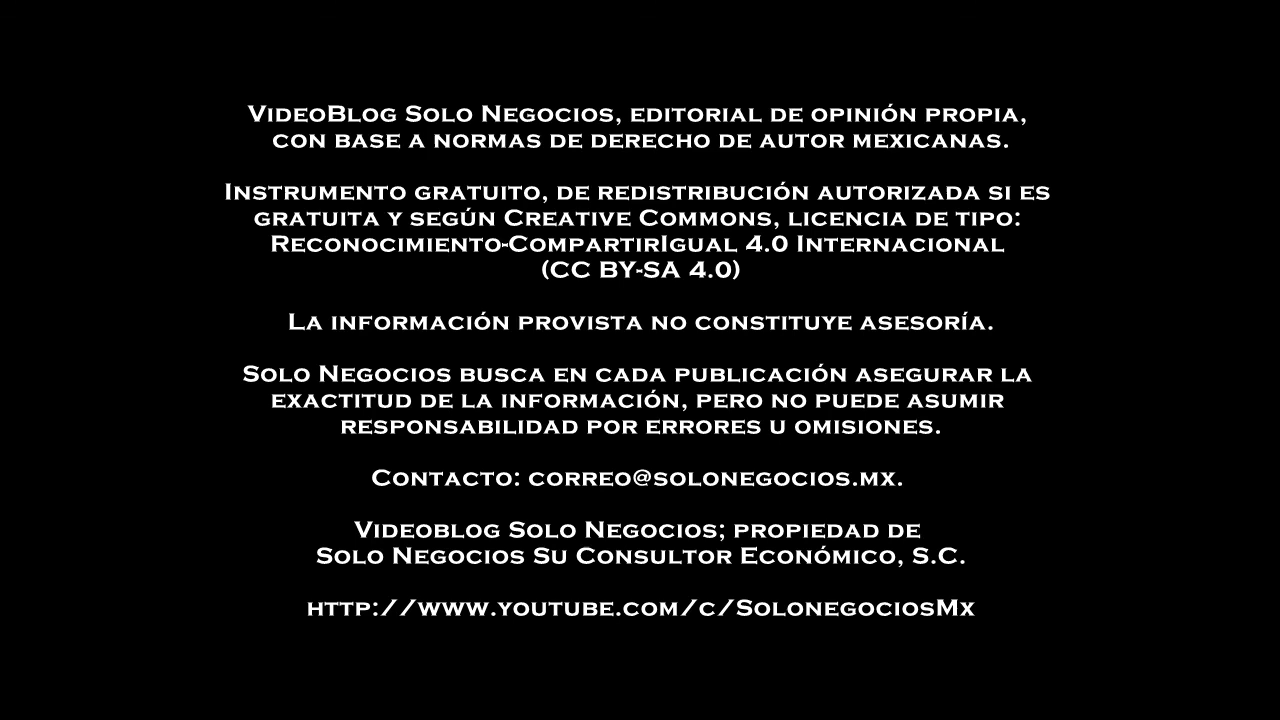 VideoBlog Solo Negocios, editorial de opinión propia,
con base a normas de derecho de autor mexicanas.
Instrumento gratuito, de redistribución autorizada si es
gratuita y según Creative Commons, licencia de tipo:
Reconocimiento-CompartirIgual 4.0 Internacional
(CC BY-SA 4.0)
La información provista no constituye asesoría.
Solo Negocios busca en cada publicación asegurar la
exactitud de la información, pero no puede asumir
responsabilidad por errores u omisiones.
Contacto: correo@solonegocios.mx.
Videoblog Solo Negocios; propiedad de
Solo Negocios Su Consultor Económico, S.C.
http://www.youtube.com/c/SolonegociosMx